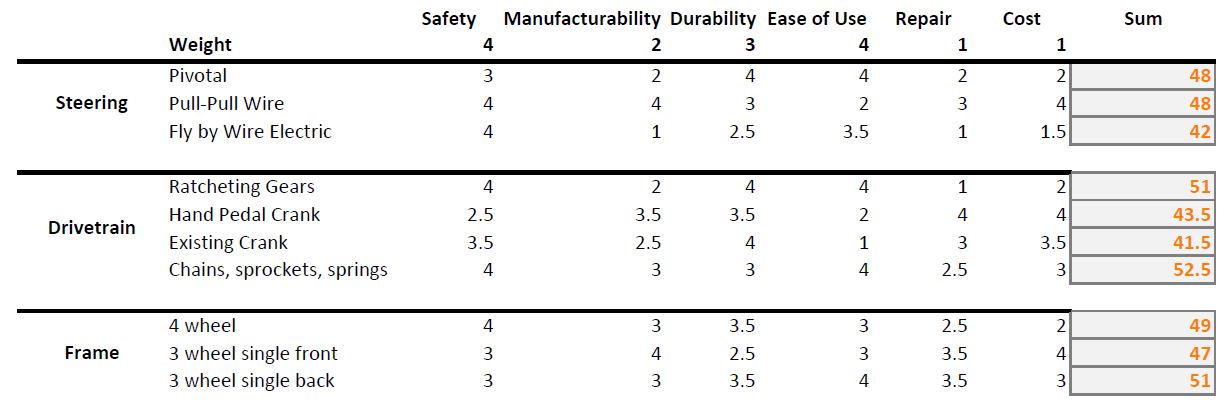 Safety Manufacturability Durability Ease of Use Repair Cost Sum
Weight 4 2 3 4 1 1
Steering
Pivotal 3 2 4 4 2 2 48
Pull-Pull Wire 4 4 3 2 3 4 48
Fly by Wire Electric 4 1 2.5 3.5 1 1.5 42
Drivetrain
Ratcheting Gears 4 2 4 4 1 2 51
Hand Pedal Crank 2.5 3.5 3.5 2 4 4 43.5
Existing Crank 3.5 2.5 4 1 3 3.5 41.5
Chains, sprockets, springs 4 3 3 4 2.5 3 52.5
Frame
4 wheel 4 3 3.5 3 2.5 2 49
3 wheel single front 3 4 2.5 3 3.5 4 47
3 wheel single back 3 3 3.5 4 3.5 3 51